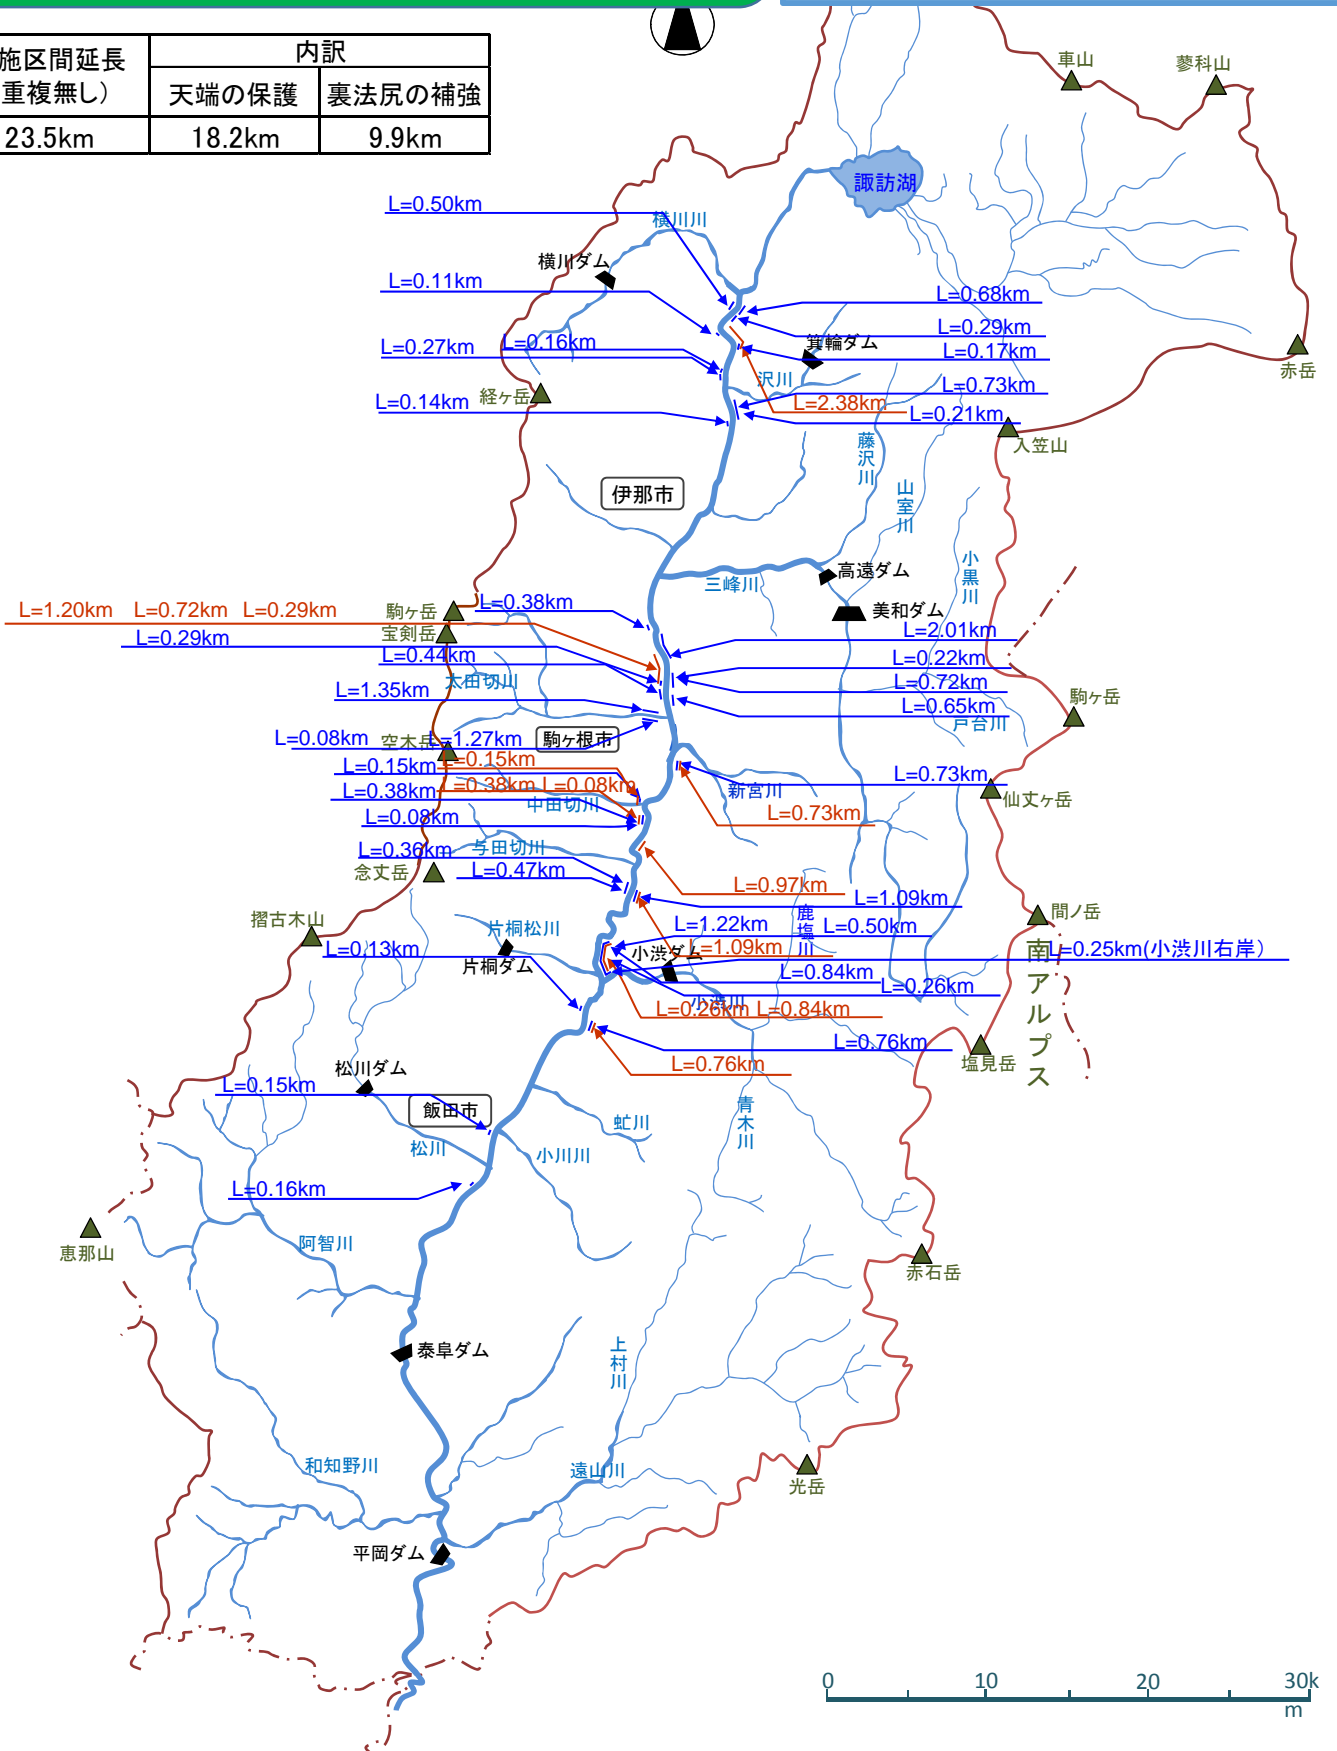 施区間延長
重複無し）
内訳
天端の保護
裏法尻の補強
23.5km
18.2km
9.9km
車山
蓼科山
諏訪湖
L=0.50km
横川川
横川ダム
L=0.11km
L=0.68km
L=0.29km
L=0.27km
L=0.16km
箕輪ダム
L=0.17km
赤岳
沢川
L=0.73km
経ヶ岳
L=0.14km
L=2.38km
L=0.21km
入笠山
藤沢川
山室川
伊那市
小黒川
高遠ダム
三峰川
美和ダム
L=1.20km
L=0.72km
L=0.29km
駒ヶ岳
L=0.38km
宝剣岳
L=0.29km
L=2.01km
L=0.44km
L=0.22km
太田切川
L=0.72km
L=1.35km
L=0.65km
駒ヶ岳
戸台川
L=0.08km
空木岳
L=1.27km
駒ヶ根市
L=0.15km
L=0.15km
L=0.73km
L=0.38km
L=0.38km
L=0.08km
新宮川
仙丈ヶ岳
中田切川
L=0.08km
L=0.73km
L=0.36km
与田切川
L=0.47km
念丈岳
L=0.97km
L=1.09km
摺古木山
片桐松川
L=1.22km
鹿塩川
L=0.50km
間ノ岳
L=0.13km
片桐ダム
小渋ダム
L=1.09km
L=0.25km(小渋川右岸）
南アルプス
L=0.84km
L=0.26km
小渋川
L=0.26km
L=0.84km
L=0.76km
塩見岳
松川ダム
L=0.76km
L=0.15km
飯田市
青木川
虻川
松川
小川川
L=0.16km
恵那山
阿智川
赤石岳
泰阜ダム
上村川
和知野川
遠山川
光岳
平岡ダム
0
10
20
30k
m